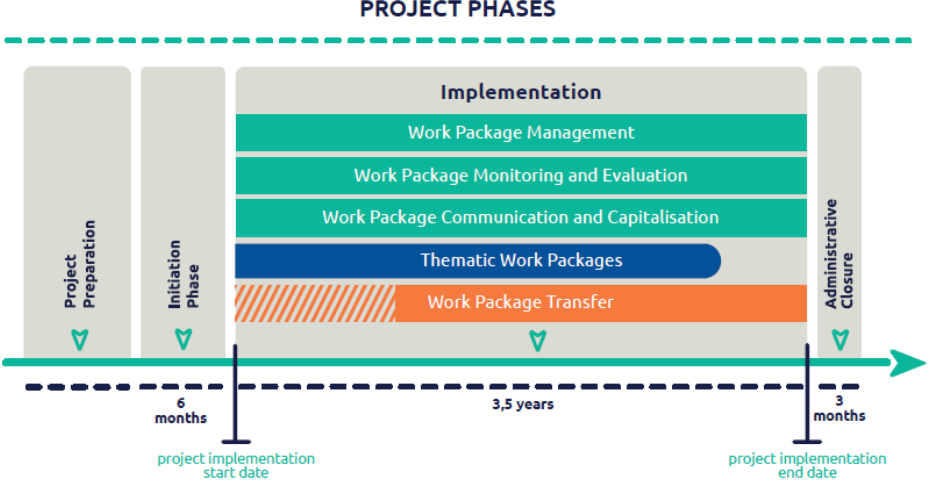 PROJECT PHASES
Project
Preparation
Initiation
Phase
Implementation
Work Package Management
Work Package Monitoring and Evaluation
Work Package Communication and Capitalisation
Thematic Work Packages
Work Package Transfer
Administrative
Closure
6
months
3,5 years
3
months
project implementation
start date
project implementation
end date